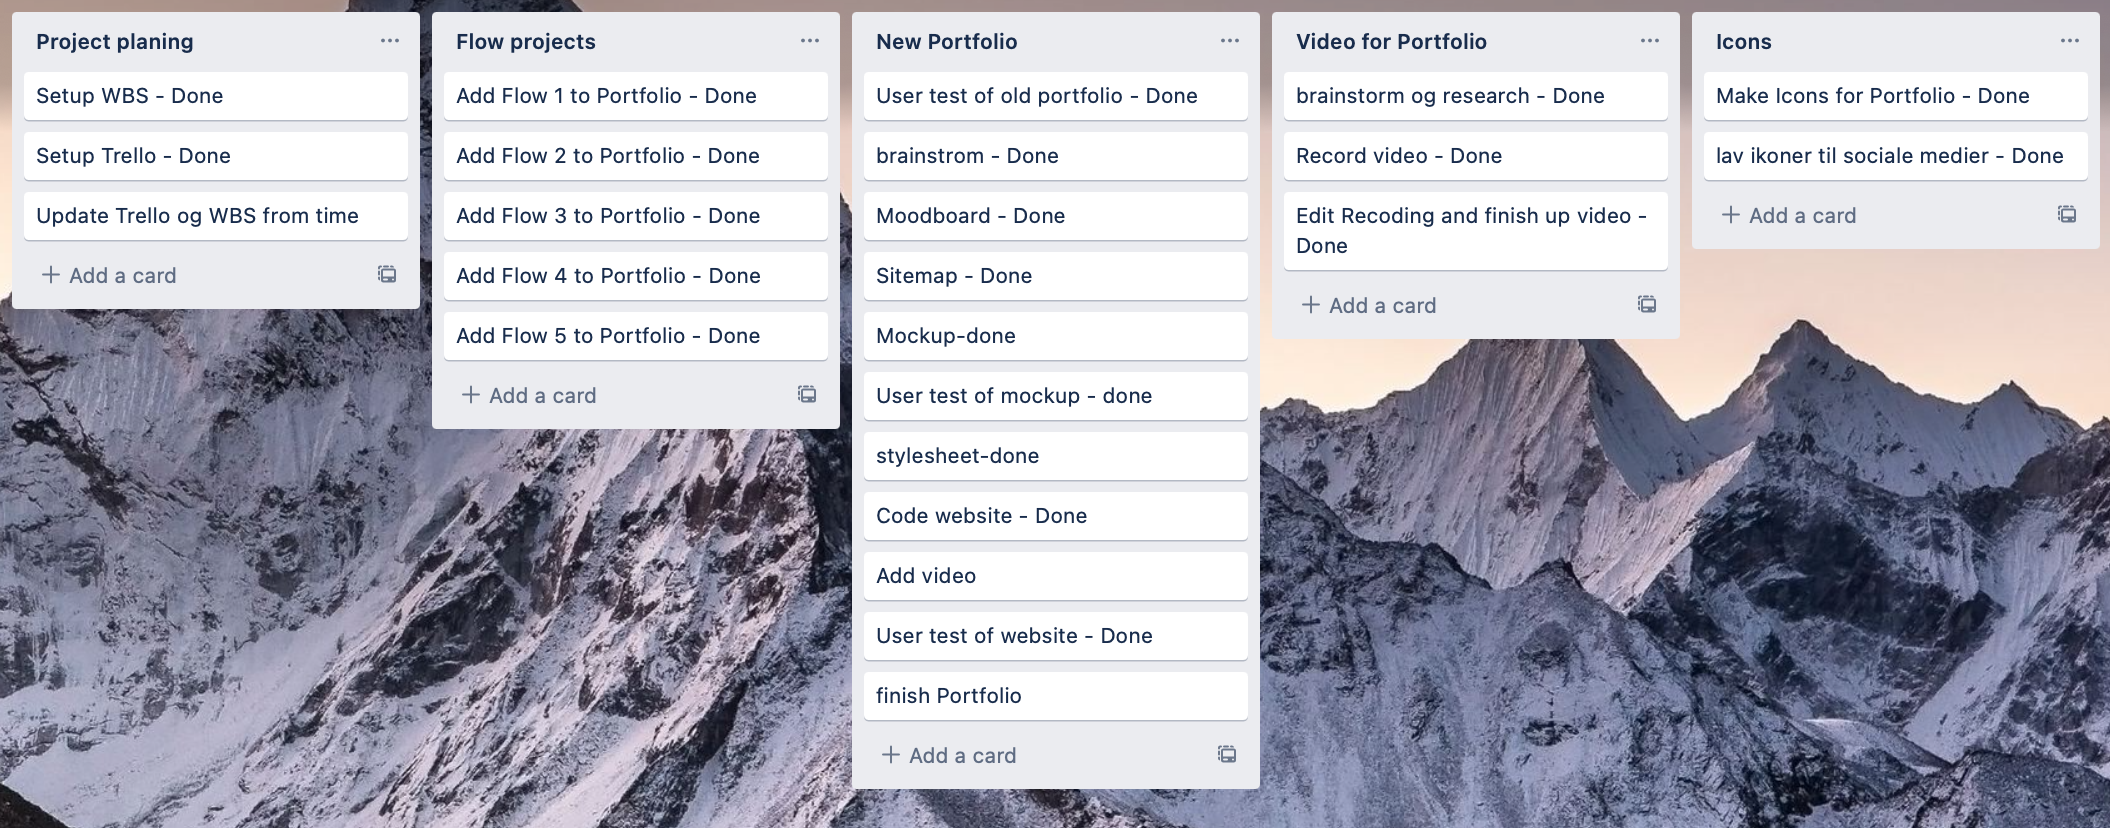 Project planing
Setup WBS - Done
Setup Trello - Done
Update Trello og WBS from time
Add a card
Flow projects
Add Flow 1 to Portfolio - Done
Add Flow 2 to Portfolio - Done
Add Flow 3 to Portfolio - Done
Add Flow 4 to Portfolio - Done
Add Flow 5 to Portfolio - Done
Add a card
New Portfolio
User test of old portfolio - Done
brainstrom - Done
Moodboard - Done
Sitemap - Done
Mockup-done
User test of mockup - done
stylesheet-done
Code website - Done
Add video
User test of website - Done
finish Portfolio
Add a card
Video for Portfolio
brainstorm og research - Done
Record video - Done
Edit Recoding and finish up video -
Done
Add a card
Icons
Make Icons for Portfolio - Done
lav ikoner til sociale medier - Done
Add a card